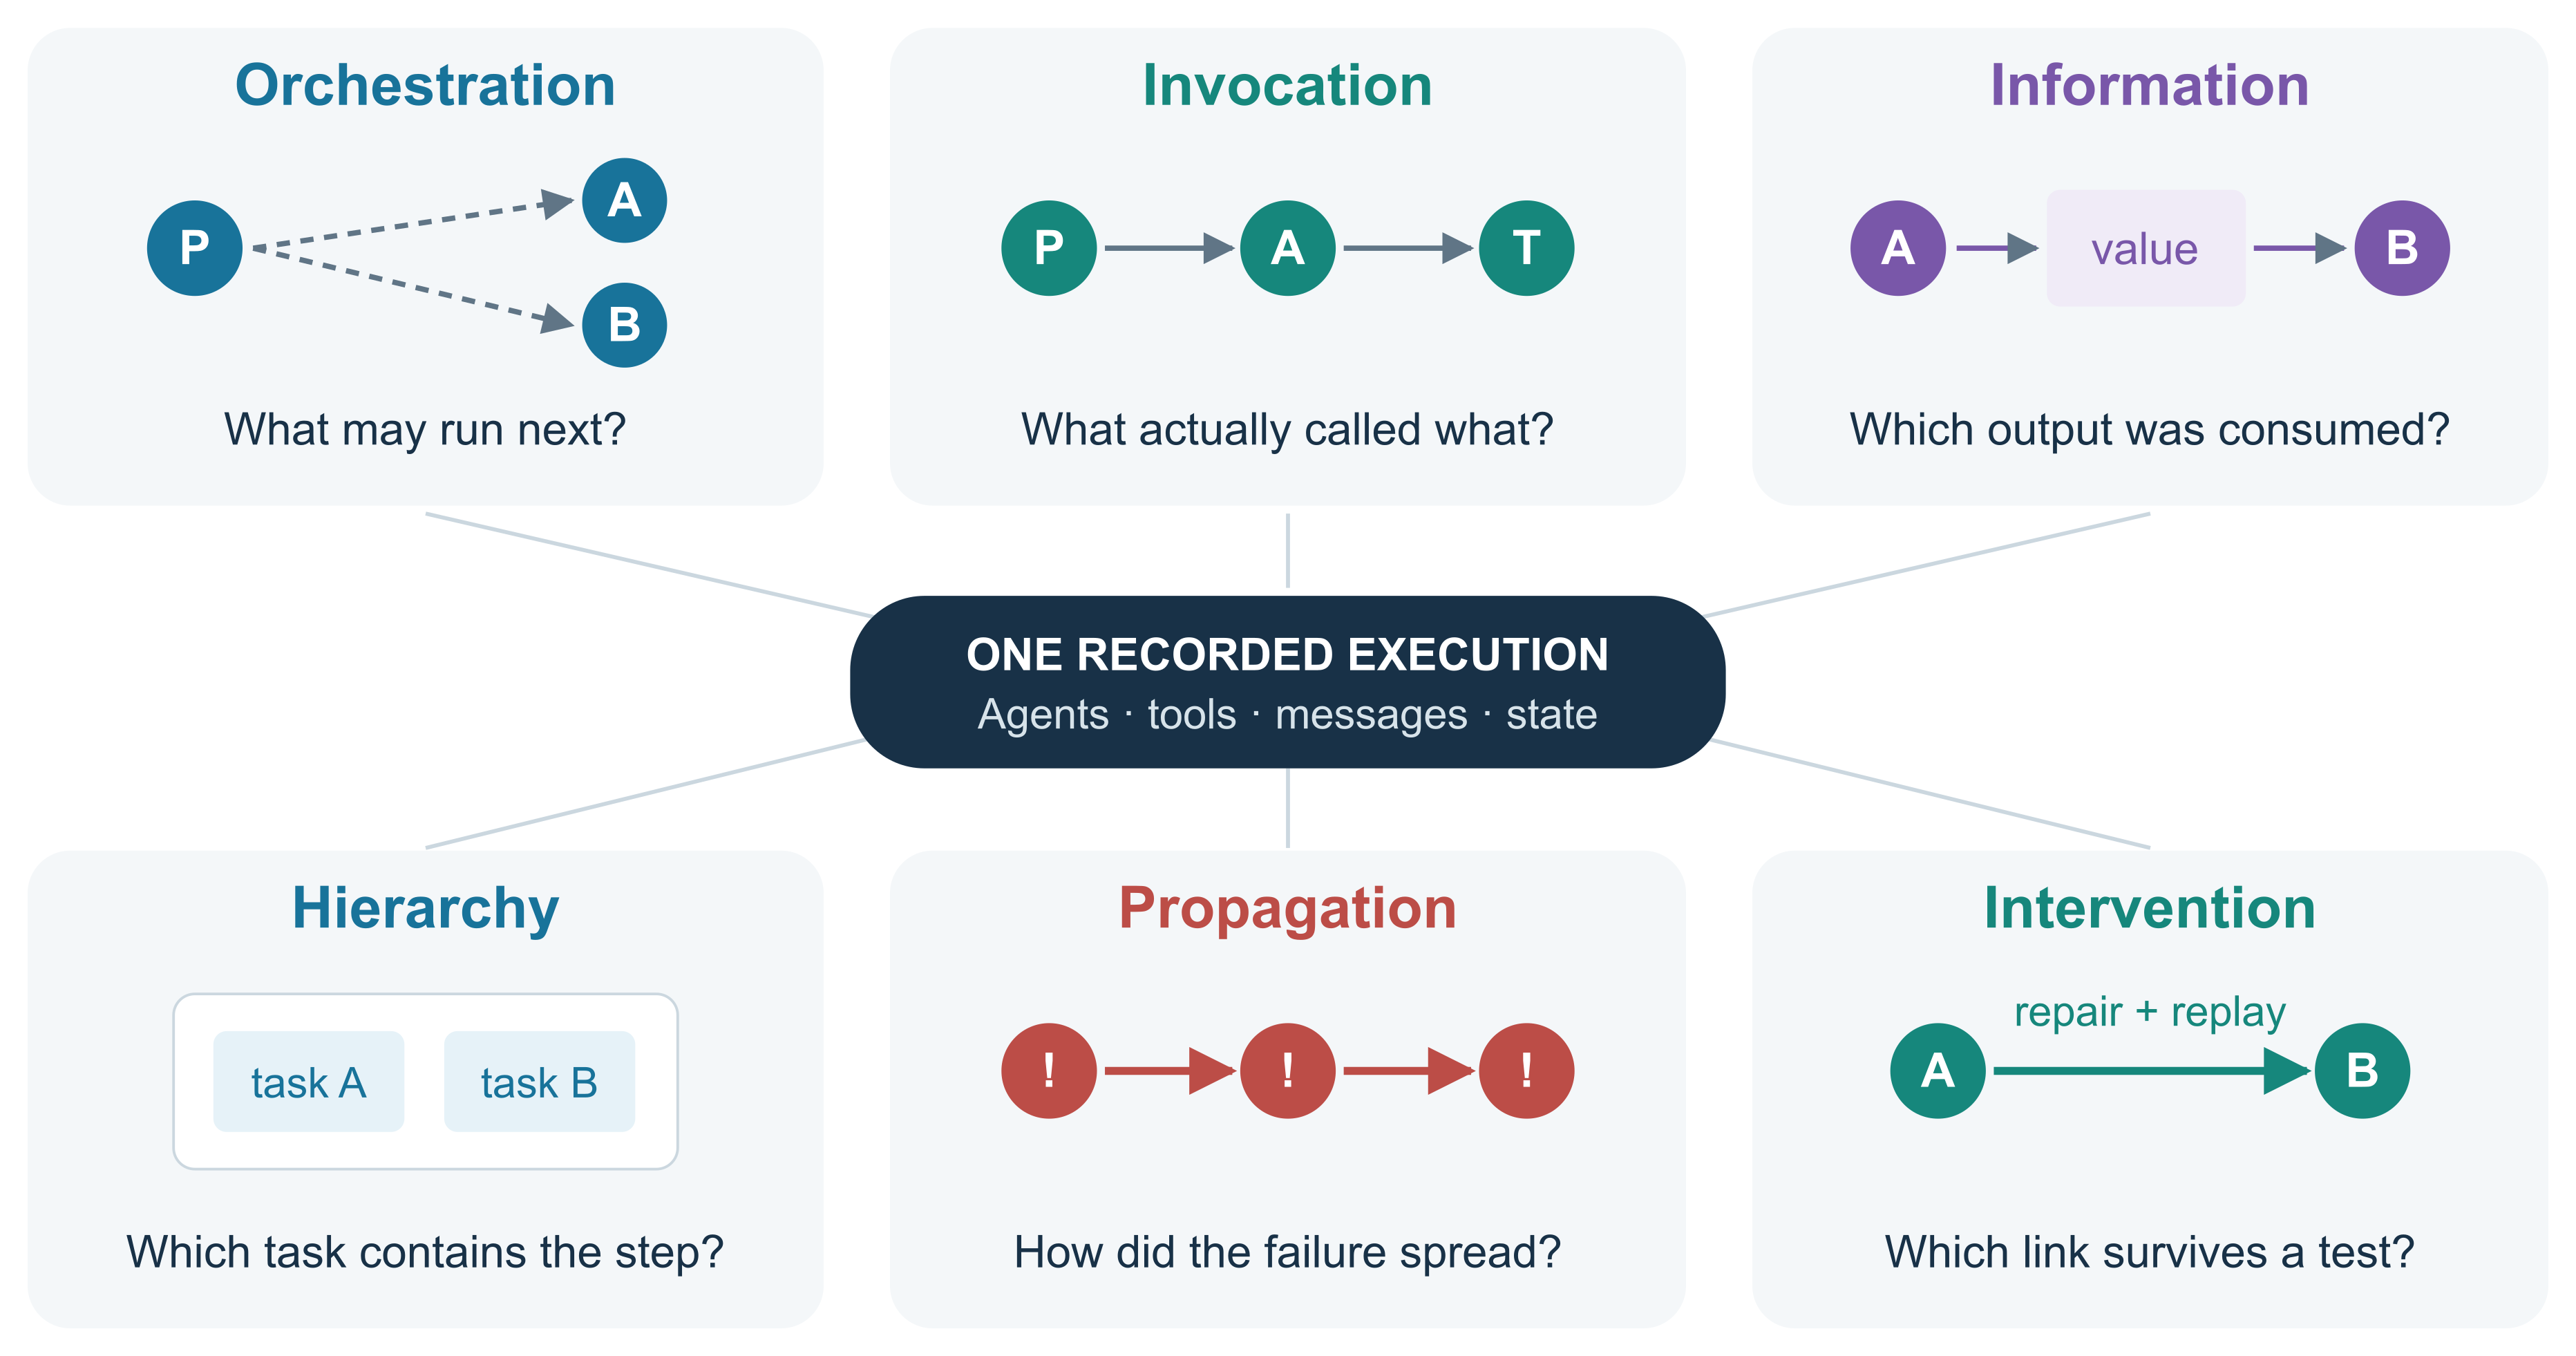 Orchestration
P
A
B
What may run next?
Invocation
P
A
T
What actually called what?
Information
A
value
B
Which output was consumed?
ONE RECORDED EXECUTION
Agents · tools · messages · state
Hierarchy
task A
task B
Which task contains the step?
Propagation
!
!
!
How did the failure spread?
Intervention
repair + replay
A
B
Which link survives a test?